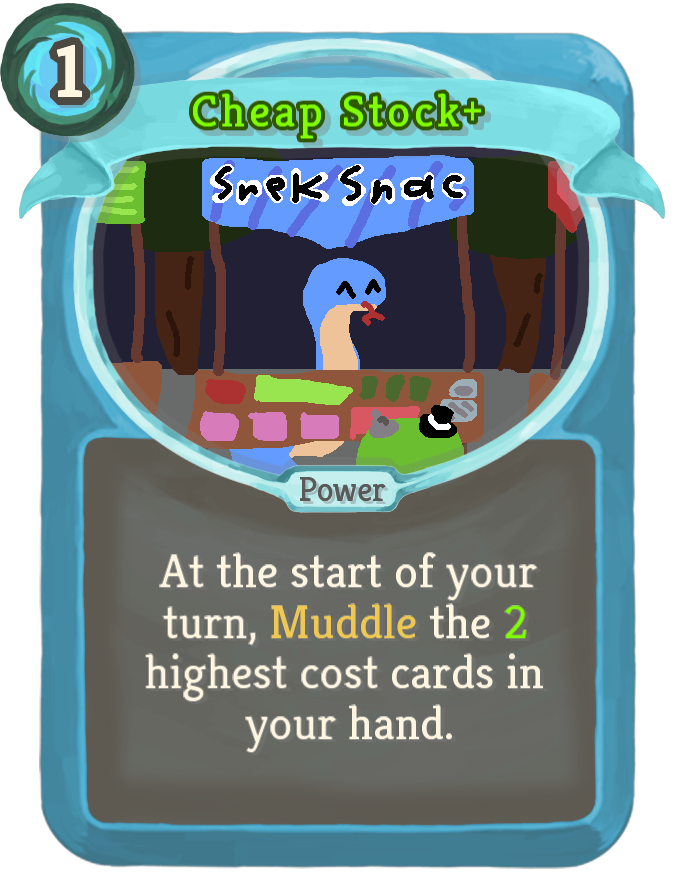 1
Cheap Stock+
Snek Snac
Power
At the start of your
turn, Muddle the 2
highest cost cards in
your hand.